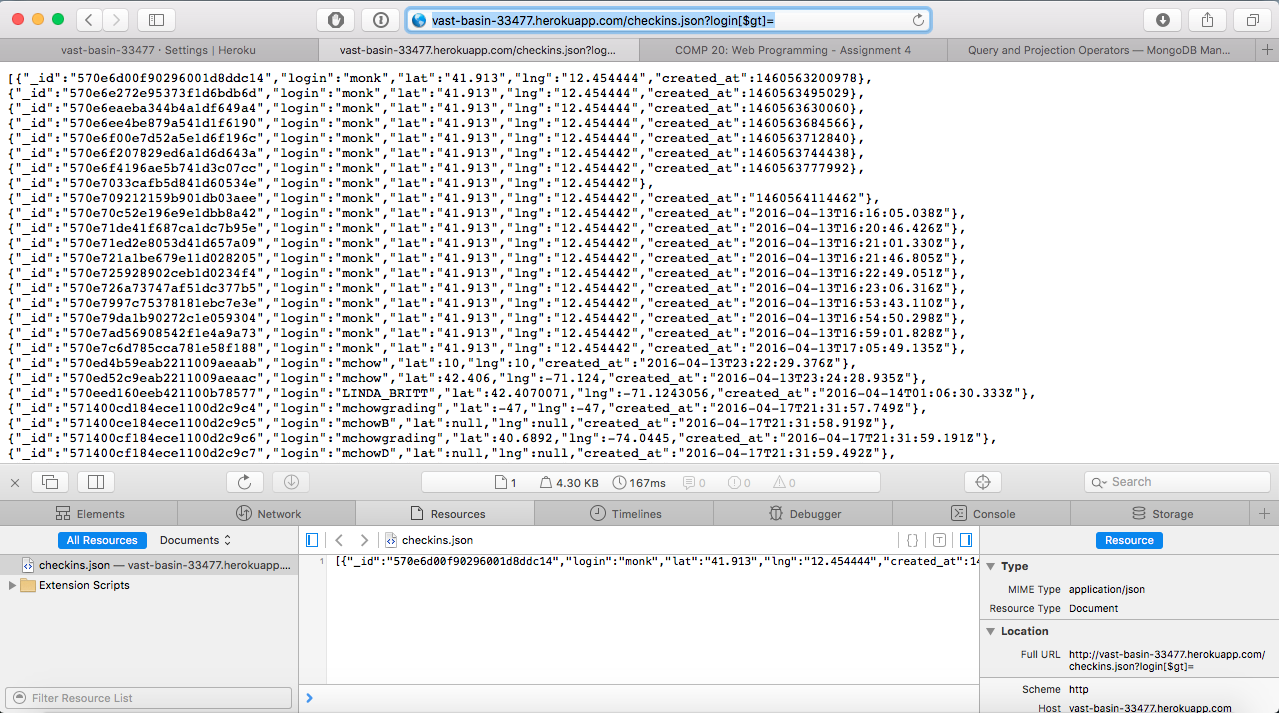 vast-basin-33477.herokuapp.com/checkins.json?login[$gt]=
vast-basin-33477 · Settings | Heroku
vast-basin-33477.herokuapp.com/checkins.json?log...
COMP 20: Web Programming - Assignment 4
Query and Projection Operators — MongoDB Man...
[{"_id":"570e6d00f90296001d8ddc14","login":"monk","lat":"41.913","lng":"12.454444","created_at":1460563200978},
{"_id":"570e6e272e95373f1d6bdb6d","login":"monk","lat":"41.913","lng":"12.454444","created_at":1460563495029},
{"_id":"570e6eaeba344b4a1df649a4","login":"monk","lat":"41.913","lng":"12.454444","created_at":1460563630060},
{"_id":"570e6ee4be879a541d1f6190","login":"monk","lat":"41.913","lng":"12.454444","created_at":1460563684566},
{"_id":"570e6f00e7d52a5e1d6f196c","login":"monk","lat":"41.913","lng":"12.454444","created_at":1460563712840},
{"_id":"570e6f207829ed6a1d6d643a","login":"monk","lat":"41.913","lng":"12.454442","created_at":1460563744438},
{"_id":"570e6f4196ae5b741d3c07cc","login":"monk","lat":"41.913","lng":"12.454442","created_at":1460563777992},
{"_id":"570e7033cafb5d841d60534e","login":"monk","lat":"41.913","lng":"12.454442"},
{"_id":"570e709212159b901db03aee","login":"monk","lat":"41.913","lng":"12.454442","created_at":"1460564114462"},
{"_id":"570e70c52e196e9e1dbb8a42","login":"monk","lat":"41.913","lng":"12.454442","created_at":"2016-04-13T16:16:05.038Z"},
{"_id":"570e71de41f687ca1dc7b95e","login":"monk","lat":"41.913","lng":"12.454442","created_at":"2016-04-13T16:20:46.426Z"},
{"_id":"570e71ed2e8053d41d657a09","login":"monk","lat":"41.913","lng":"12.454442","created_at":"2016-04-13T16:21:01.330Z"},
{"_id":"570e721a1be679e11d028205","login":"monk","lat":"41.913","lng":"12.454442","created_at":"2016-04-13T16:21:46.805Z"},
{"_id":"570e725928902ceb1d0234f4","login":"monk","lat":"41.913","lng":"12.454442","created_at":"2016-04-13T16:22:49.051Z"},
{"_id":"570e726a73747af51dc377b5","login":"monk","lat":"41.913","lng":"12.454442","created_at":"2016-04-13T16:23:06.316Z"},
{"_id":"570e7997c75378181ebc7e3e","login":"monk","lat":"41.913","lng":"12.454442","created_at":"2016-04-13T16:53:43.110Z"},
{"_id":"570e79da1b90272c1e059304","login":"monk","lat":"41.913","lng":"12.454442","created_at":"2016-04-13T16:54:50.298Z"},
{"_id":"570e7ad56908542f1e4a9a73","login":"monk","lat":"41.913","lng":"12.454442","created_at":"2016-04-13T16:59:01.828Z"},
{"_id":"570e7c6d785cca781e58f188","login":"monk","lat":"41.913","lng":"12.454442","created_at":"2016-04-13T17:05:49.135Z"},
{"_id":"570ed4b59eab2211009aeaab","login":"mchow","lat":10,"lng":10,"created_at":"2016-04-13T23:22:29.376Z"},
{"_id":"570ed52c9eab2211009aeaac","login":"mchow","lat":42.406,"lng":-71.124,"created_at":"2016-04-13T23:24:28.935Z"},
{"_id":"570eed160eeb421100b78577","login":"LINDA_BRITT","lat":42.4070071,"lng":-71.1243056,"created_at":"2016-04-14T01:06:30.333Z"},
{"_id":"571400cd184ece1100d2c9c4","login":"mchowgrading","lat":-47,"lng":-47,"created_at":"2016-04-17T21:31:57.749Z"},
{"_id":"571400ce184ece1100d2c9c5","login":"mchowB","lat":null,"lng":null,"created_at":"2016-04-17T21:31:58.919Z"},
{"_id":"571400cf184ece1100d2c9c6","login":"mchowgrading","lat":40.6892,"lng":-74.0445,"created_at":"2016-04-17T21:31:59.191Z"},
{"_id":"571400cf184ece1100d2c9c7","login":"mchowD","lat":null,"lng":null,"created_at":"2016-04-17T21:31:59.492Z"},
1 4.30 KB 167ms 0 0 0 Search
Elements Network Resources Timelines Debugger Console Storage
All Resources Documents checkins.json Resource
checkins.json — vast-basin-33477.herokuapp....
Extension Scripts
Filter Resource List
1 [{"_id":"570e6d00f90296001d8ddc14","login":"monk","lat":"41.913","lng":"12.454444","created_at":14
Type
MIME Type application/json
Resource Type Document
Location
Full URL http://vast-basin-33477.herokuapp.com/
checkins.json?login[$gt]=
Scheme http
Host vast-basin-33477.herokuapp.com